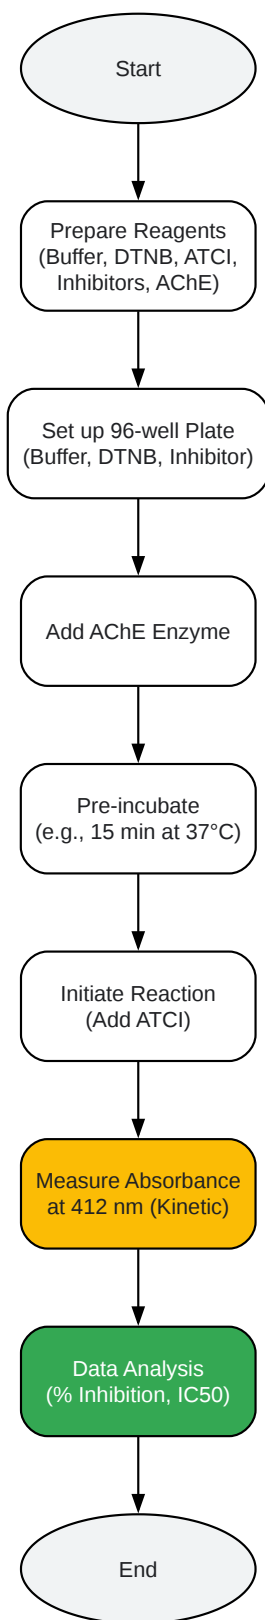 Start
Prepare Reagents
(Buffer, DTNB, ATCI,
Inhibitors, AChE)
Set up 96-well Plate
(Buffer, DTNB, Inhibitor)
Add AChE Enzyme
Pre-incubate
(e.g., 15 min at 37°C)
Initiate Reaction
(Add ATCI)
Measure Absorbance
at 412 nm (Kinetic)
Data Analysis
(% Inhibition, IC50)
End